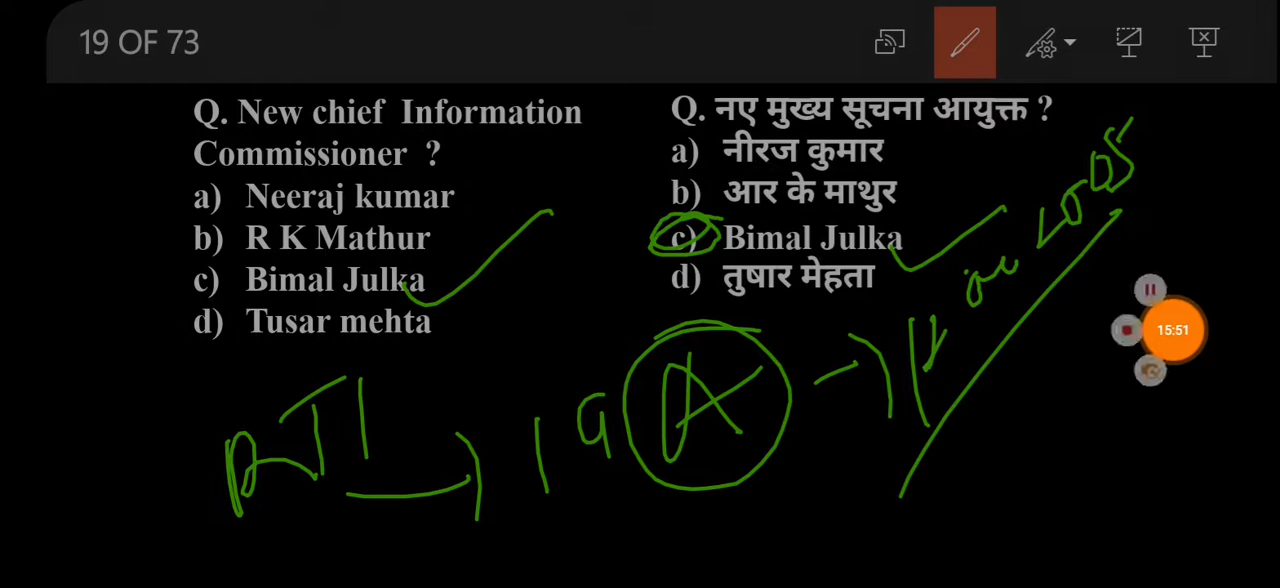 19 OF 73
Q. New chief Information
Commissioner ?
a) Neeraj kumar
b) R K Mathur
c) Bimal Julka
d) Tusar mehta
Q. नए मुख्य सूचना आयुक्त ?
a) नीरज कुमार
b) आर के माथुर
c) Bimal Julka
d) तुषार मेहता
RTI → 19 A
2005
15:51